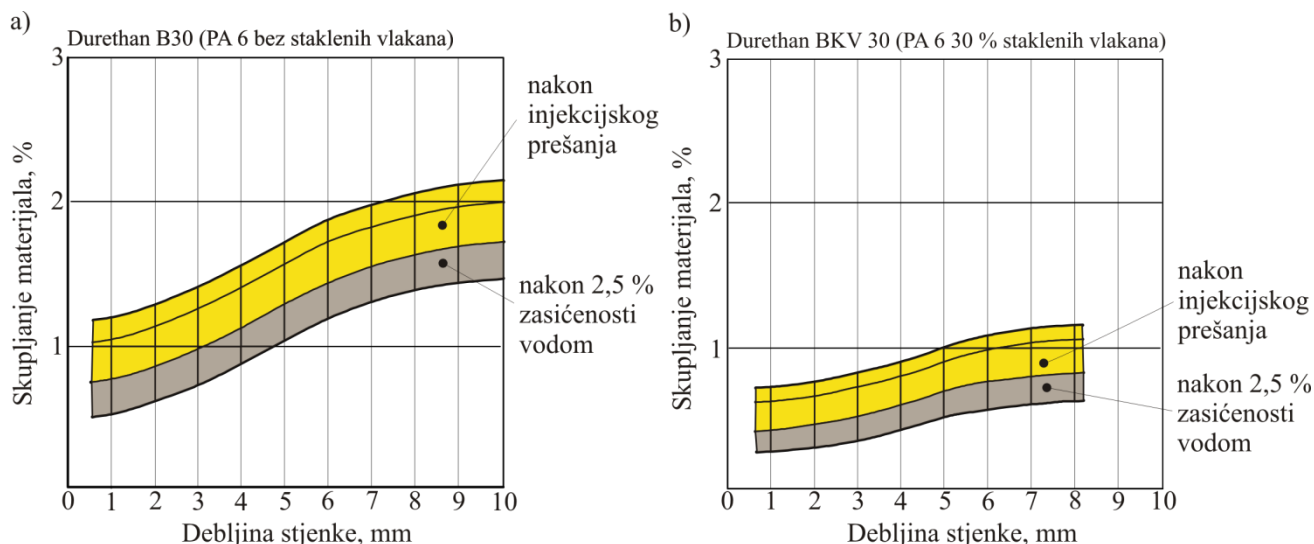 a)
Durethan B30 (PA 6 bez staklenih vlakana)
3
2
1
0 1 2 3 4 5 6 7 8 9 10
Skupljanje materijala, %
Debljina stjenke, mm
nakon
injekcijskog
prešanja
nakon 2,5 %
zasićenosti
vodom
b)
Durethan BKV 30 (PA 6 30 % staklenih vlakana)
3
2
1
0 1 2 3 4 5 6 7 8 9 10
Skupljanje materijala, %
Debljina stjenke, mm
nakon
injekcijskog
prešanja
nakon 2,5 %
zasićenosti
vodom